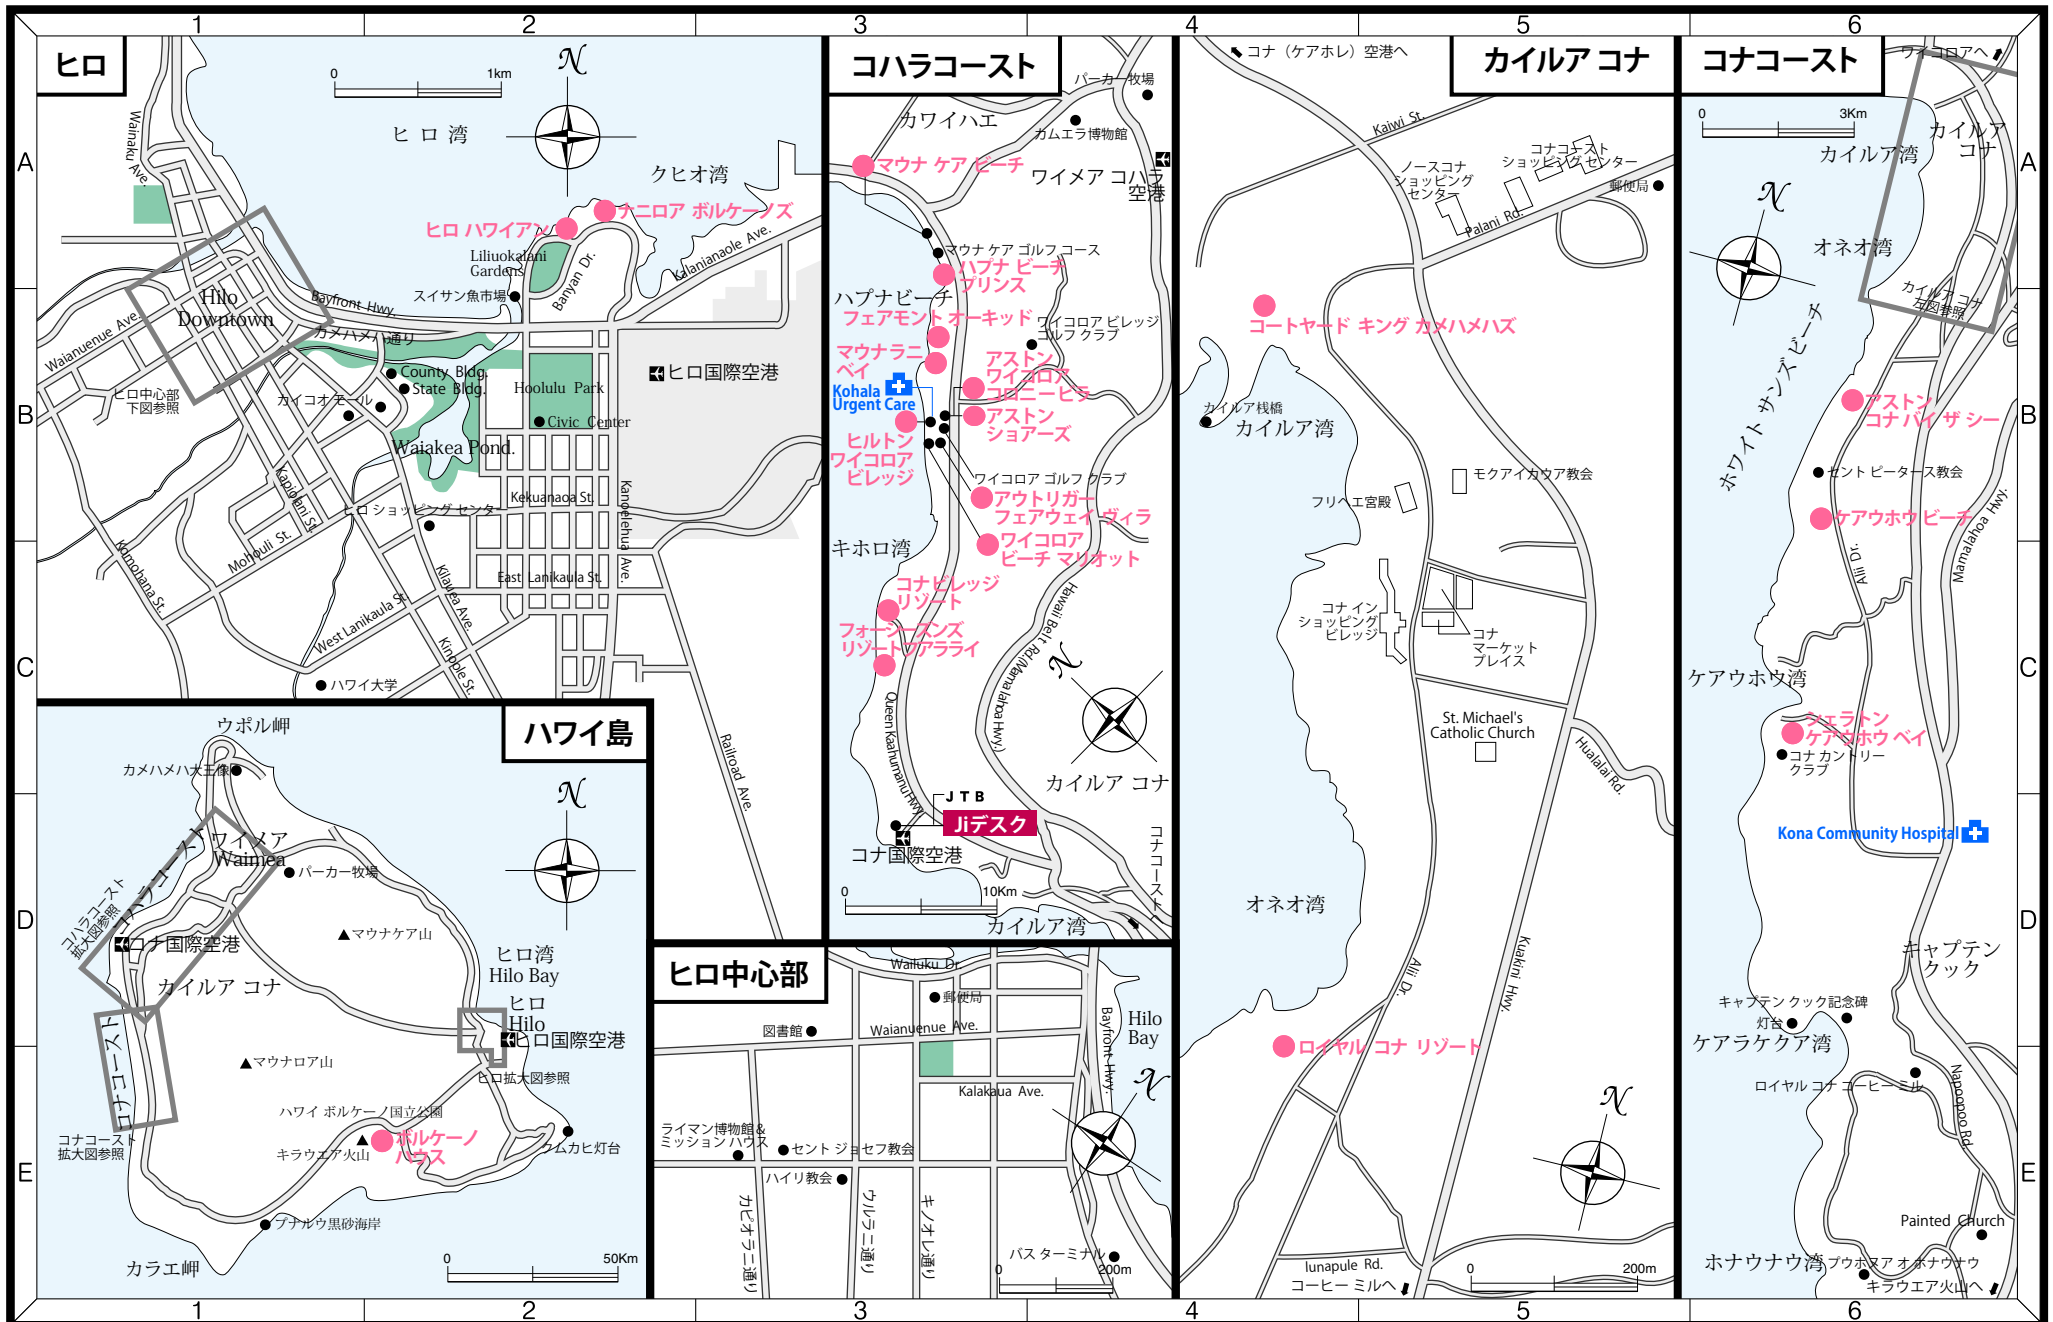 1
2
3
4
5
6
A
B
C
D
E
ヒロ
0
1km
N
ヒロ湾
クヒオ湾
Wainaku Ave.
ナニロア ボルケーノズ
ヒロ ハワイアン
Liliuokalani
Gardens
Banyan Dr.
Kalanianaole Ave.
スイサン魚市場
Hilo
Downtown
Bayfront Hwy.
カメハメハ通り
Waianuenue Ave.
ヒロ中心部
下図参照
County Bldg.
State Bldg.
カイコオ モール
Hoolulu Park
Civic Center
ヒロ国際空港
Waiakea Pond.
Kapiolani St.
ヒロ ショッピング センター
Kekuanaoa St.
Kanoelehua Ave.
Mohouli St.
Komohana St.
East Lanikaula St.
Kilauea Ave.
West Lanikaula St.
Kinoole St.
ハワイ大学
Railroad Ave.
ハワイ島
ウポル岬
カメハメハ大王像
N
ワイメア
Waimea
パーカー牧場
コハラコースト
コハラコースト
拡大図参照
コナ国際空港
マウナケア山
カイルア コナ
ヒロ湾
Hilo Bay
ヒロ
Hilo
ヒロ国際空港
ヒロ拡大図参照
コナコースト
コナコースト
拡大図参照
マウナロア山
ハワイ ボルケーノ国立公園
ボルケーノ
ハウス
キラウエア火山
クムカヒ灯台
プナルウ黒砂海岸
カラエ岬
0
50Km
コハラコースト
パーカー牧場
カワイハエ
カムエラ博物館
マウナ ケア ビーチ
ワイメア コハラ
空港
マウナ ケア ゴルフ コース
ハプナ ビーチ
プリンス
ハプナビーチ
フェアモント オーキッド
ワイコロア ビレッジ
ゴルフ クラブ
マウナラニ
ベイ
アストン
ワイコロア
コロニービラ
Kohala
Urgent Care
アストン
ショアーズ
ヒルトン
ワイコロア
ビレッジ
ワイコロア ゴルフ クラブ
アウトリガー
フェアウェイ ヴィラ
ワイコロア
ビーチ マリオット
キホロ湾
コナ ビレッジ
リゾート
フォーシーズンズ
リゾートフアラライ
Hawaii Belt Rd.(Mamalahoa Hwy.)
Queen Kaahumanu Hwy.
N
カイルア コナ
JTB
Jiデスク
コナ国際空港
コナコーストへ
0
10Km
カイルア湾
ヒロ中心部
Wailuku Dr.
郵便局
図書館
Waianuenue Ave.
Bayfront Hwy.
Hilo
Bay
Kalakaua Ave.
N
ライマン博物館&
ミッション ハウス
セント ジョセフ教会
ハイリ教会
カピオラニ通り
ウルラニ通り
キノオレ通り
バス ターミナル
0
200m
カイルア コナ
コナ（ケアホレ）空港へ
Kaiwi St.
コナコースト
ショッピング センター
ノースコナ
ショッピング
センター
郵便局
Palani Rd.
コートヤード キング カメハメハズ
カイルア桟橋
カイルア湾
モクアイカウア教会
フリヘエ宮殿
コナ イン
ショッピング
ビレッジ
コナ
マーケット
プレイス
St. Michael's
Catholic Church
Hualalai Rd.
オネオ湾
Kuakini Hwy.
Alii Dr.
ロイヤル コナ リゾート
N
Iunapule Rd.
コーヒー ミルへ
0
200m
コナコースト
ワイコロアへ
0
3Km
カイルア
コナ
カイルア湾
N
オネオ湾
カイルア コナ
左図参照
ホワイト サンズ ビーチ
アストン
コナ バイ ザ シー
セント ピータース教会
ケアウホウ ビーチ
Alii Dr.
Mamalahoa Hwy.
ケアウホウ湾
シェラトン
ケアウホウ ベイ
コナ カントリー
クラブ
Kona Community Hospital
キャプテン
クック
キャプテン クック記念碑
灯台
ケアラケクア湾
ロイヤル コナ コーヒー ミル
Napoopoo Rd.
Painted Church
ホナウナウ湾
プウホヌア オ ホナウナウ
キラウエア火山へ
1
2
3
4
5
6
A
B
C
D
E